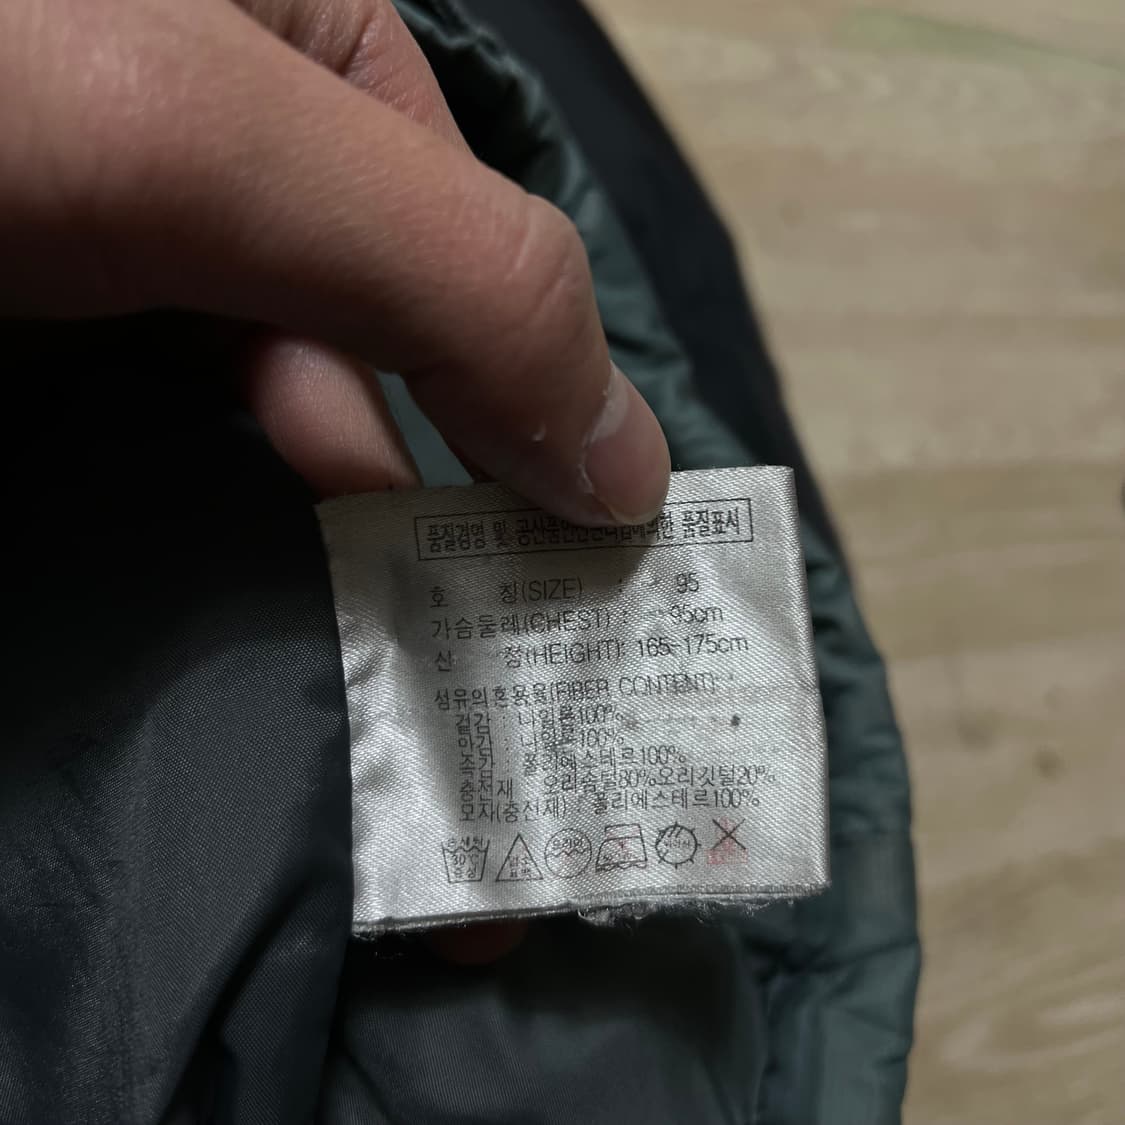 품질경영 및 공산품안전관리법에의한 품질표시
호 칭(SIZE) : 95
가슴둘레(CHEST) : 95cm
신 장(HEIGHT): 165~175cm
섬유의혼용율(FIBER CONTENT)
겉감 : 나일론100%
안감 : 나일론100%
폴리에스테르100%
충전재 : 오리솜털80%오리깃털20%
모자(충전재) : 폴리에스테르100%
30℃ 중성